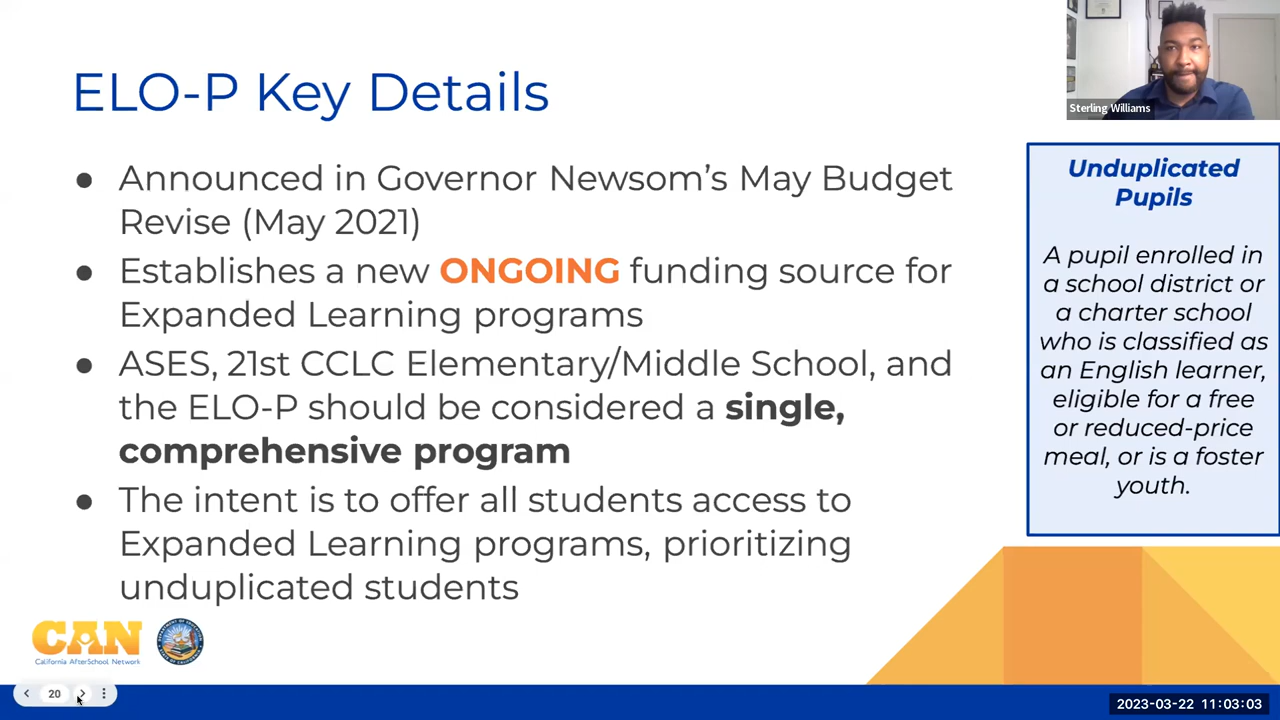 ELO-P Key Details
● Announced in Governor Newsom’s May Budget
Revise (May 2021)
● Establishes a new ONGOING funding source for
Expanded Learning programs
● ASES, 21st CCLC Elementary/Middle School, and
the ELO-P should be considered a single,
comprehensive program
● The intent is to offer all students access to
Expanded Learning programs, prioritizing
unduplicated students
Sterling Williams
Unduplicated
Pupils
A pupil enrolled in
a school district or
a charter school
who is classified as
an English learner,
eligible for a free
or reduced-price
meal, or is a foster
youth.
CAN
California AfterSchool Network
20
2023-03-22 11:03:03